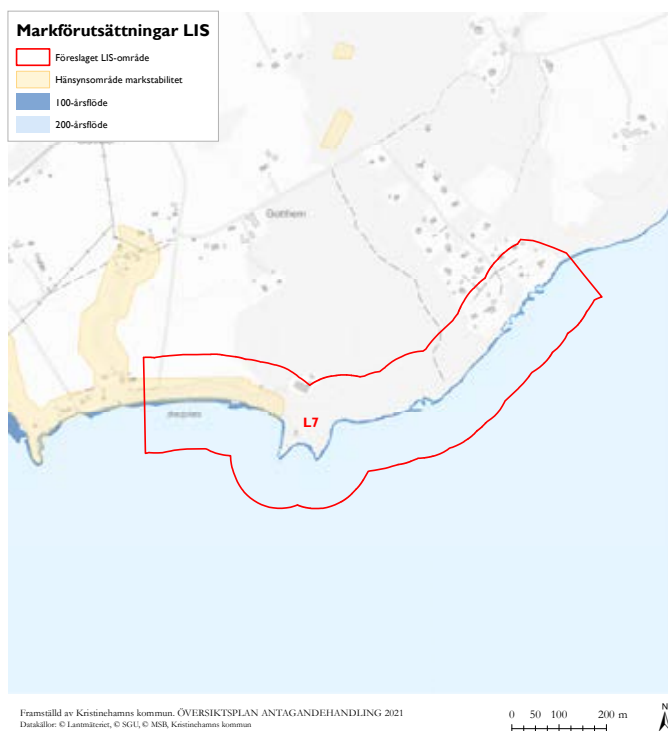 Markförutsättningar LIS
Föreslaget LIS-område
Hänsynsområde markstabilitet
100-årsflöde
200-årsflöde
L7
Framställd av Kristinehamns kommun. ÖVERSIKTSPLAN ANTAGANDEHANDLING 2021
Datakällor: © Lantmäteriet, © SGU, © MSB, Kristinehamns kommun
0 50 100 200 m
N